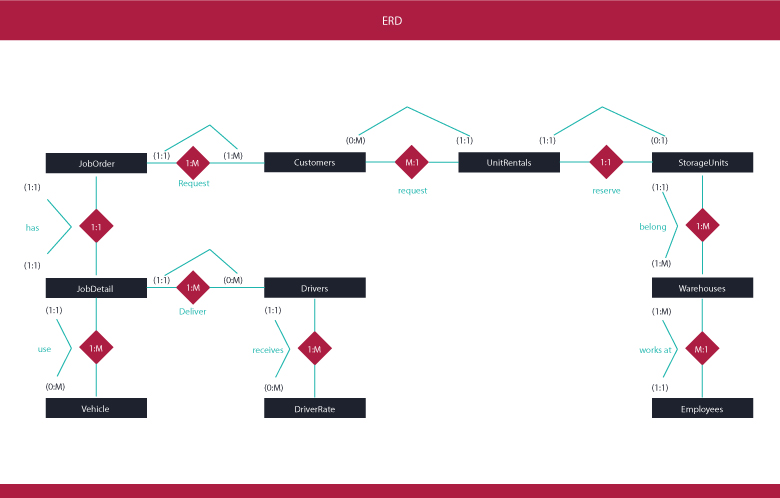 ERD
(1:1) (1:M) (0:M) (1:1) (1:1) (0:1)
JobOrder 1:M Customers M:1 UnitRentals 1:1 StorageUnits
Request request reserve
(1:1) (1:1)
has 1:1 belong 1:M
(1:1) (1:M)
(1:1) (0:M)
JobDetail 1:M Drivers Warehouses
Deliver
(1:1) (1:1) (1:M)
use 1:M receives 1:M works at M:1
(0:M) (0:M) (1:1)
Vehicle DriverRate Employees